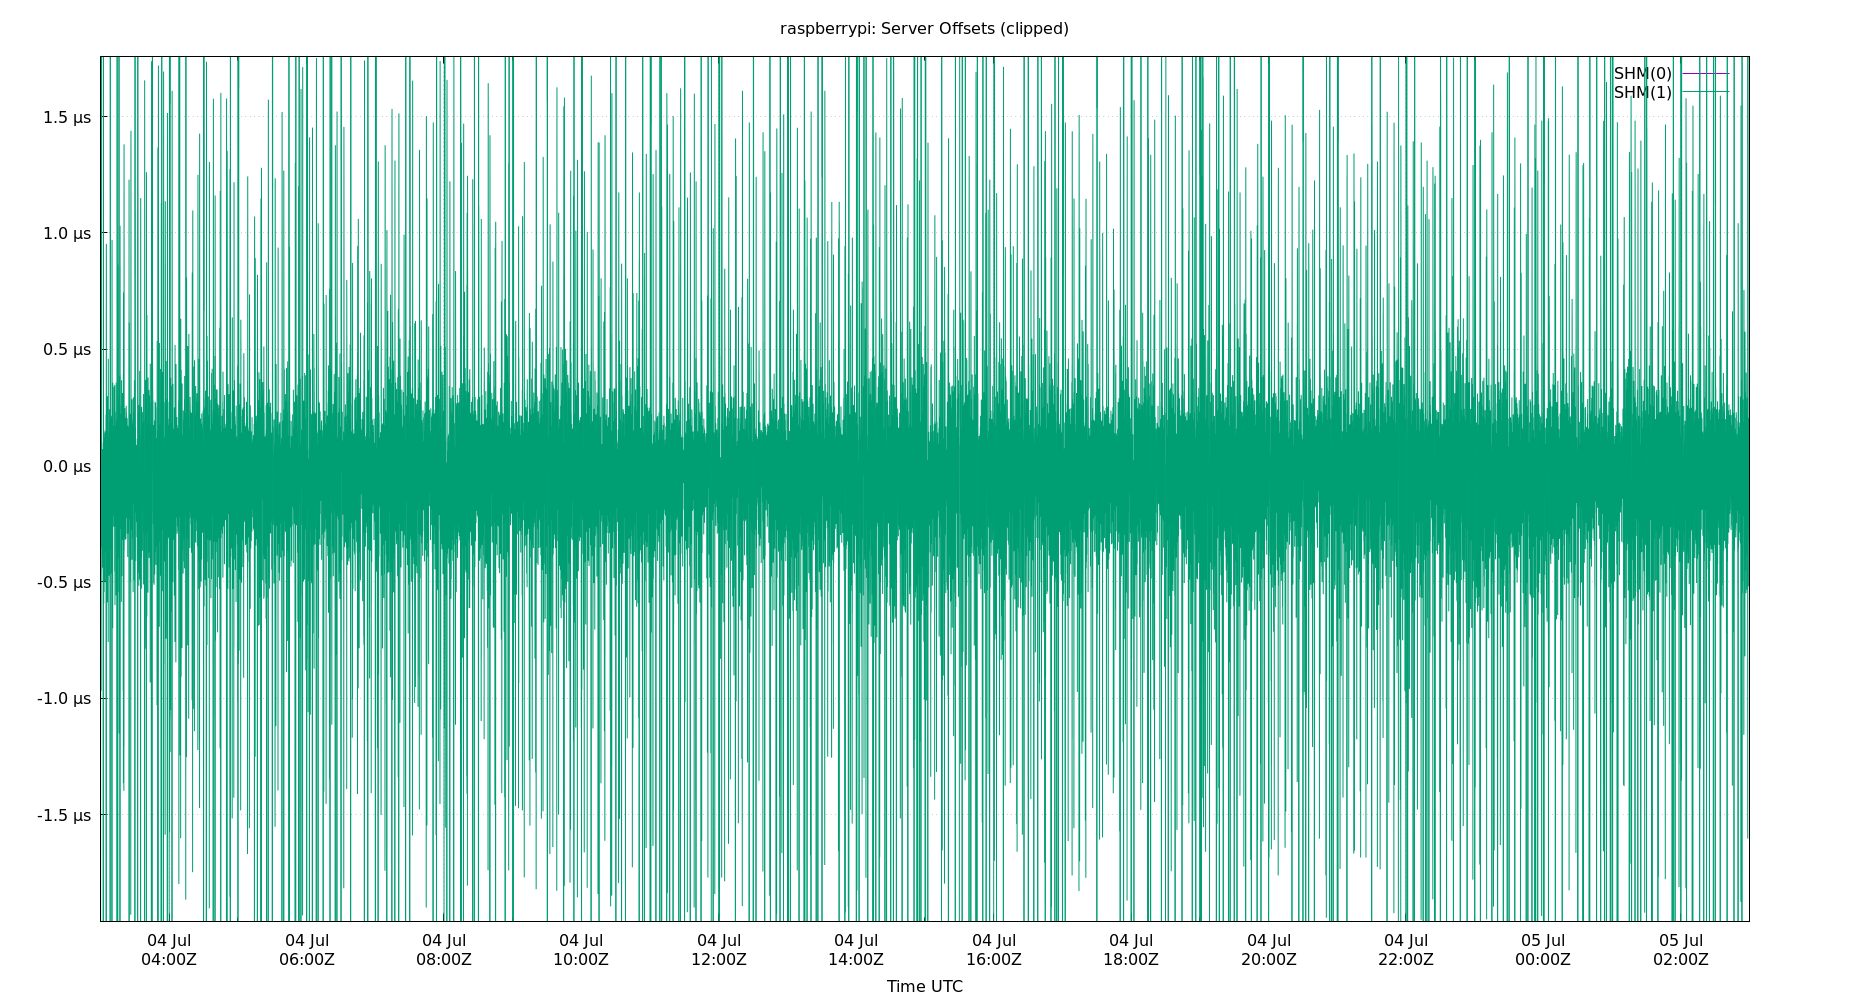 raspberrypi: Server Offsets (clipped)
SHM(0)
SHM(1)
1.5 µs
1.0 µs
0.5 µs
0.0 µs
-0.5 µs
-1.0 µs
-1.5 µs
04 Jul 04 Jul 04 Jul 04 Jul 04 Jul 04 Jul 04 Jul 04 Jul 04 Jul 04 Jul 05 Jul 05 Jul
04:00Z 06:00Z 08:00Z 10:00Z 12:00Z 14:00Z 16:00Z 18:00Z 20:00Z 22:00Z 00:00Z 02:00Z
Time UTC